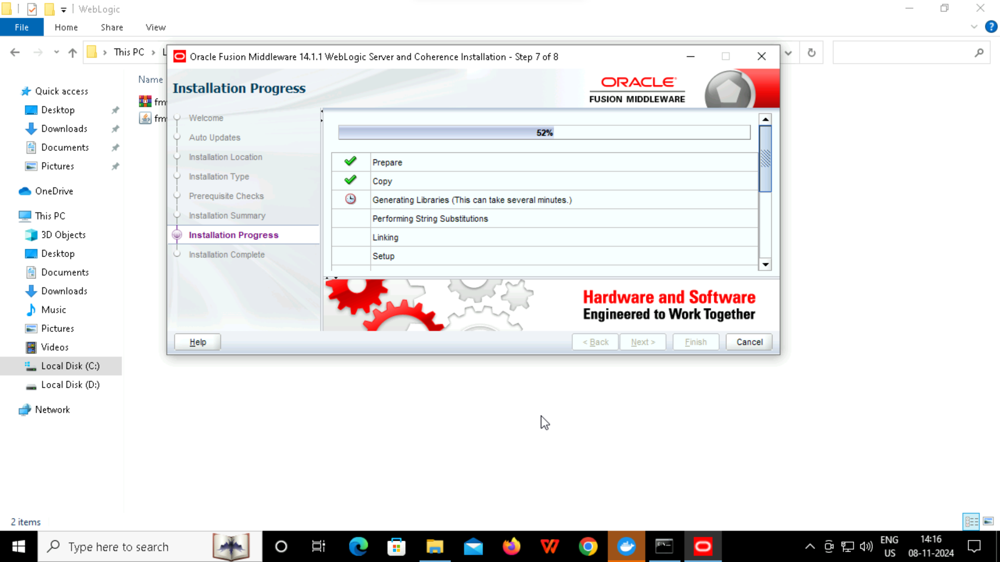 WebLogic
File Home Share View
This PC
Oracle Fusion Middleware 14.1.1 WebLogic Server and Coherence Installation - Step 7 of 8
Name
Quick access
Desktop
Downloads
Documents
Pictures
OneDrive
This PC
3D Objects
Desktop
Documents
Downloads
Music
Pictures
Videos
Local Disk (C:)
Local Disk (D:)
Network
Installation Progress
ORACLE
FUSION MIDDLEWARE
Welcome
Auto Updates
Installation Location
Installation Type
Prerequisite Checks
Installation Summary
Installation Progress
Installation Complete
52%
Prepare
Copy
Generating Libraries (This can take several minutes.)
Performing String Substitutions
Linking
Setup
Hardware and Software
Engineered to Work Together
Help
< Back Next > Finish Cancel
2 items
Type here to search
ENG
US
14:16
08-11-2024